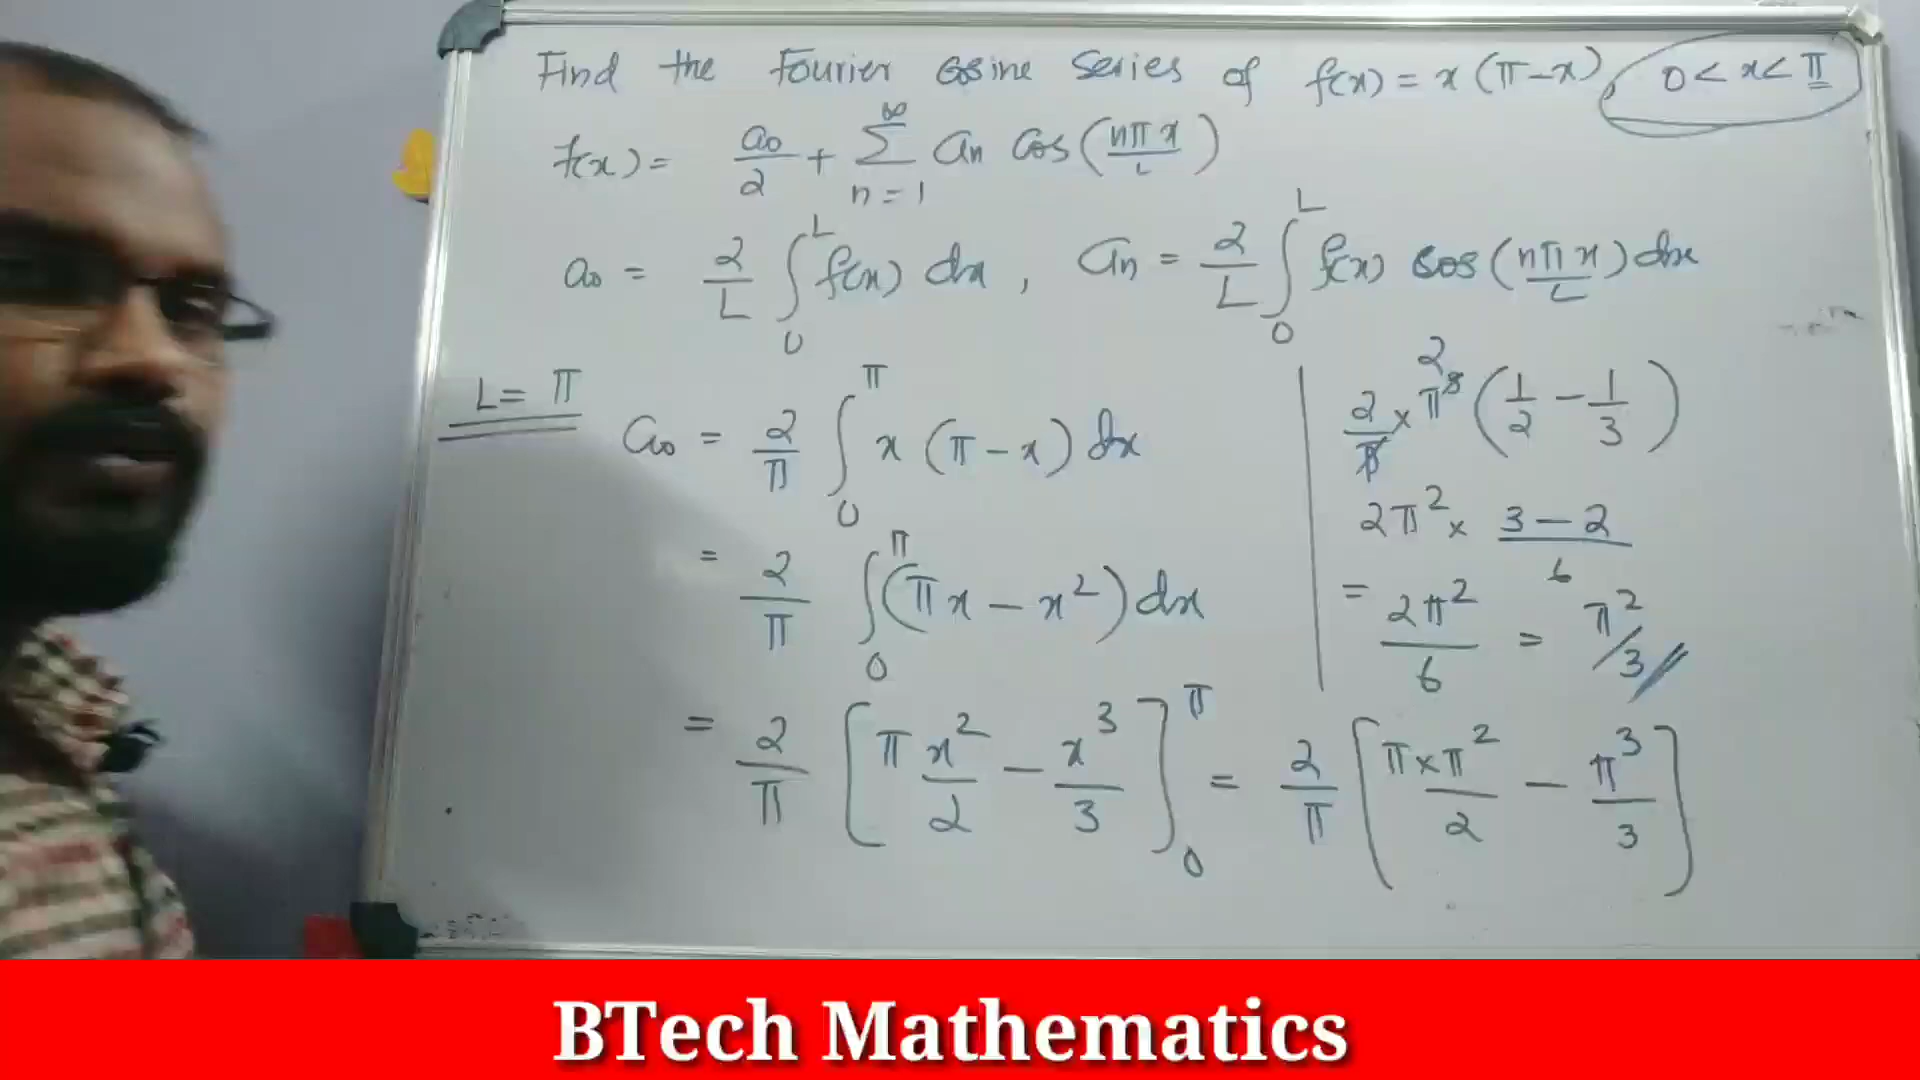 Find the Fourier cosine series of f(x) = x (π-x), 0 < x < π
f(x) = a₀/2 + ∑_{n=1}^{∞} aₙ cos(nπx/L)
a₀ = 2/L ∫₀^L f(x) dx , aₙ = 2/L ∫₀^L f(x) cos(nπx/L) dx
L = π
a₀ = 2/π ∫₀^π x (π-x) dx
= 2/π ∫₀^π (πx - x²) dx
= 2/π [π x²/2 - x³/3]₀^π = 2/π [π×π²/2 - π³/3]
2/π × π³ 2 (1/2 - 1/3)
2π² × 3-2/6
= 2π²/6 = π²/3
BTech Mathematics